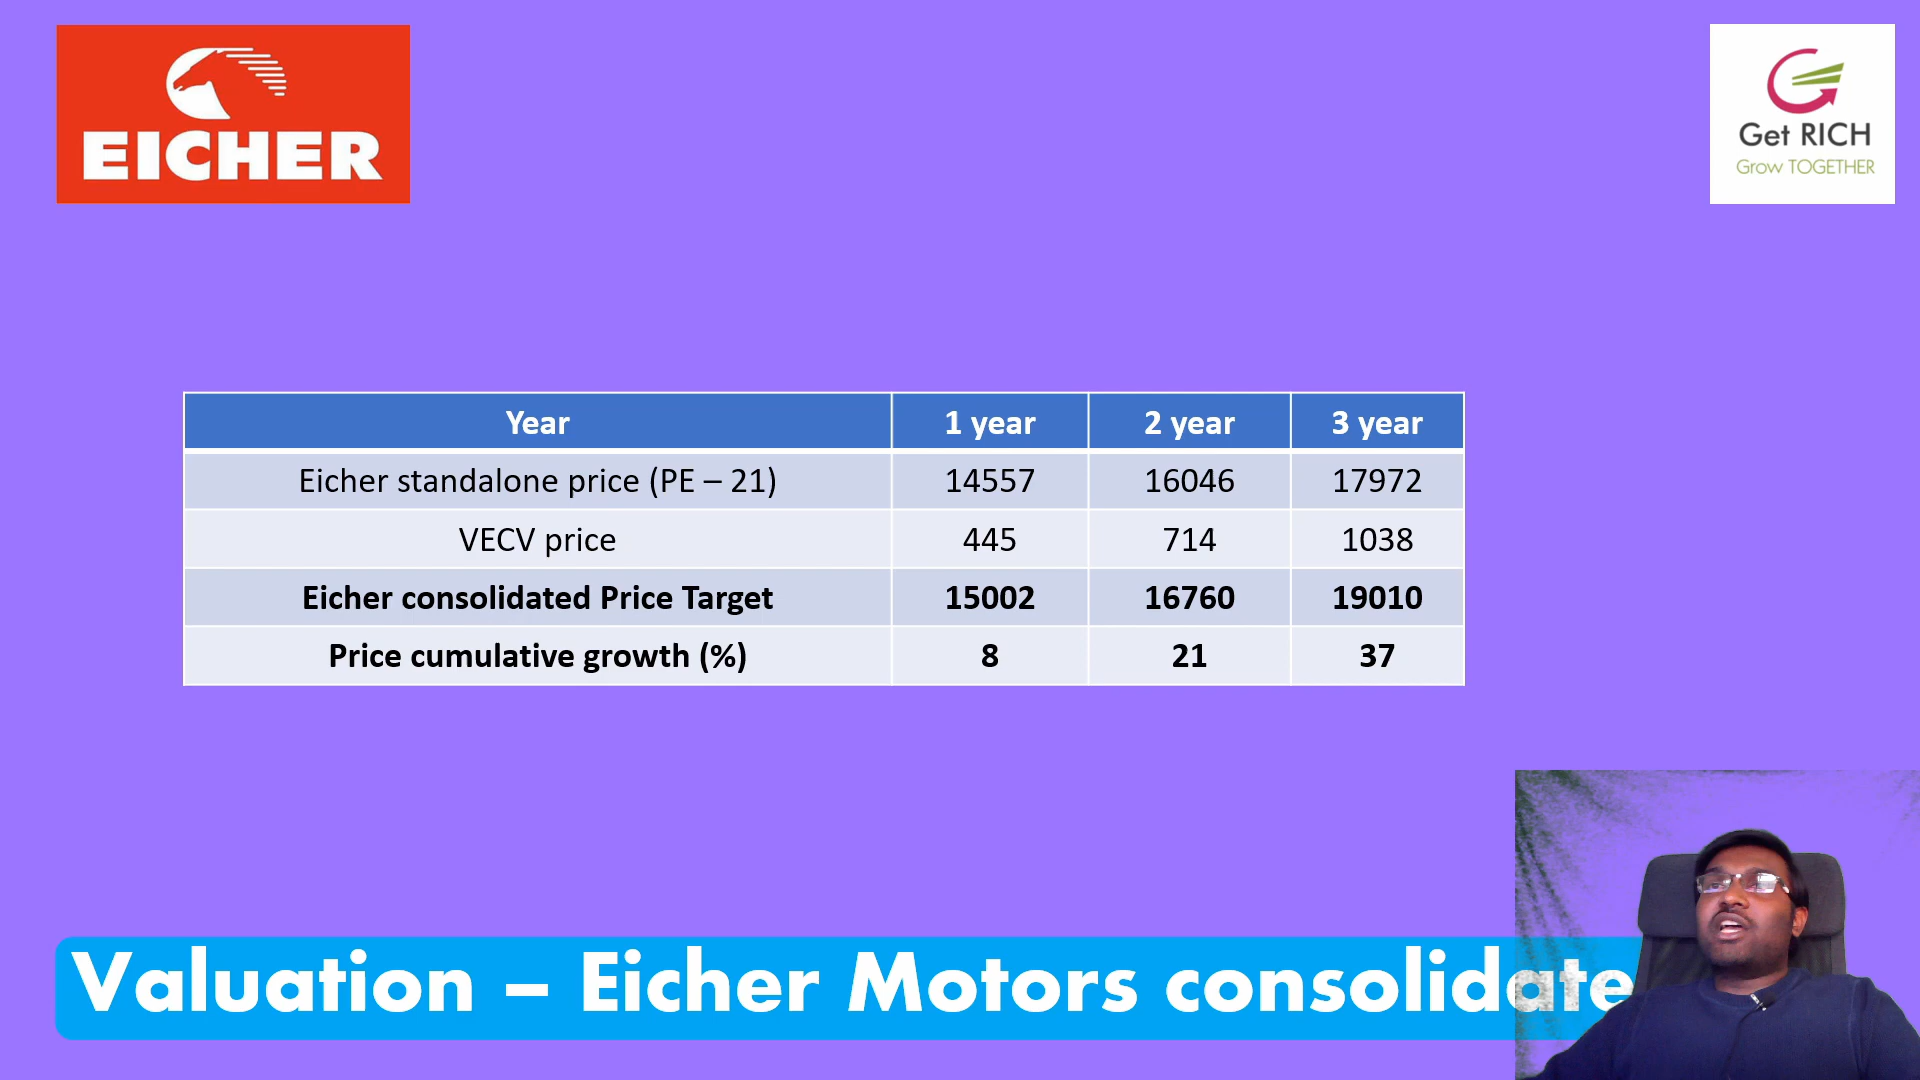 EICHER
Get RICH
Grow TOGETHER
Year 1 year 2 year 3 year
Eicher standalone price (PE – 21) 14557 16046 17972
VECV price 445 714 1038
Eicher consolidated Price Target 15002 16760 19010
Price cumulative growth (%) 8 21 37
Valuation – Eicher Motors consolidate